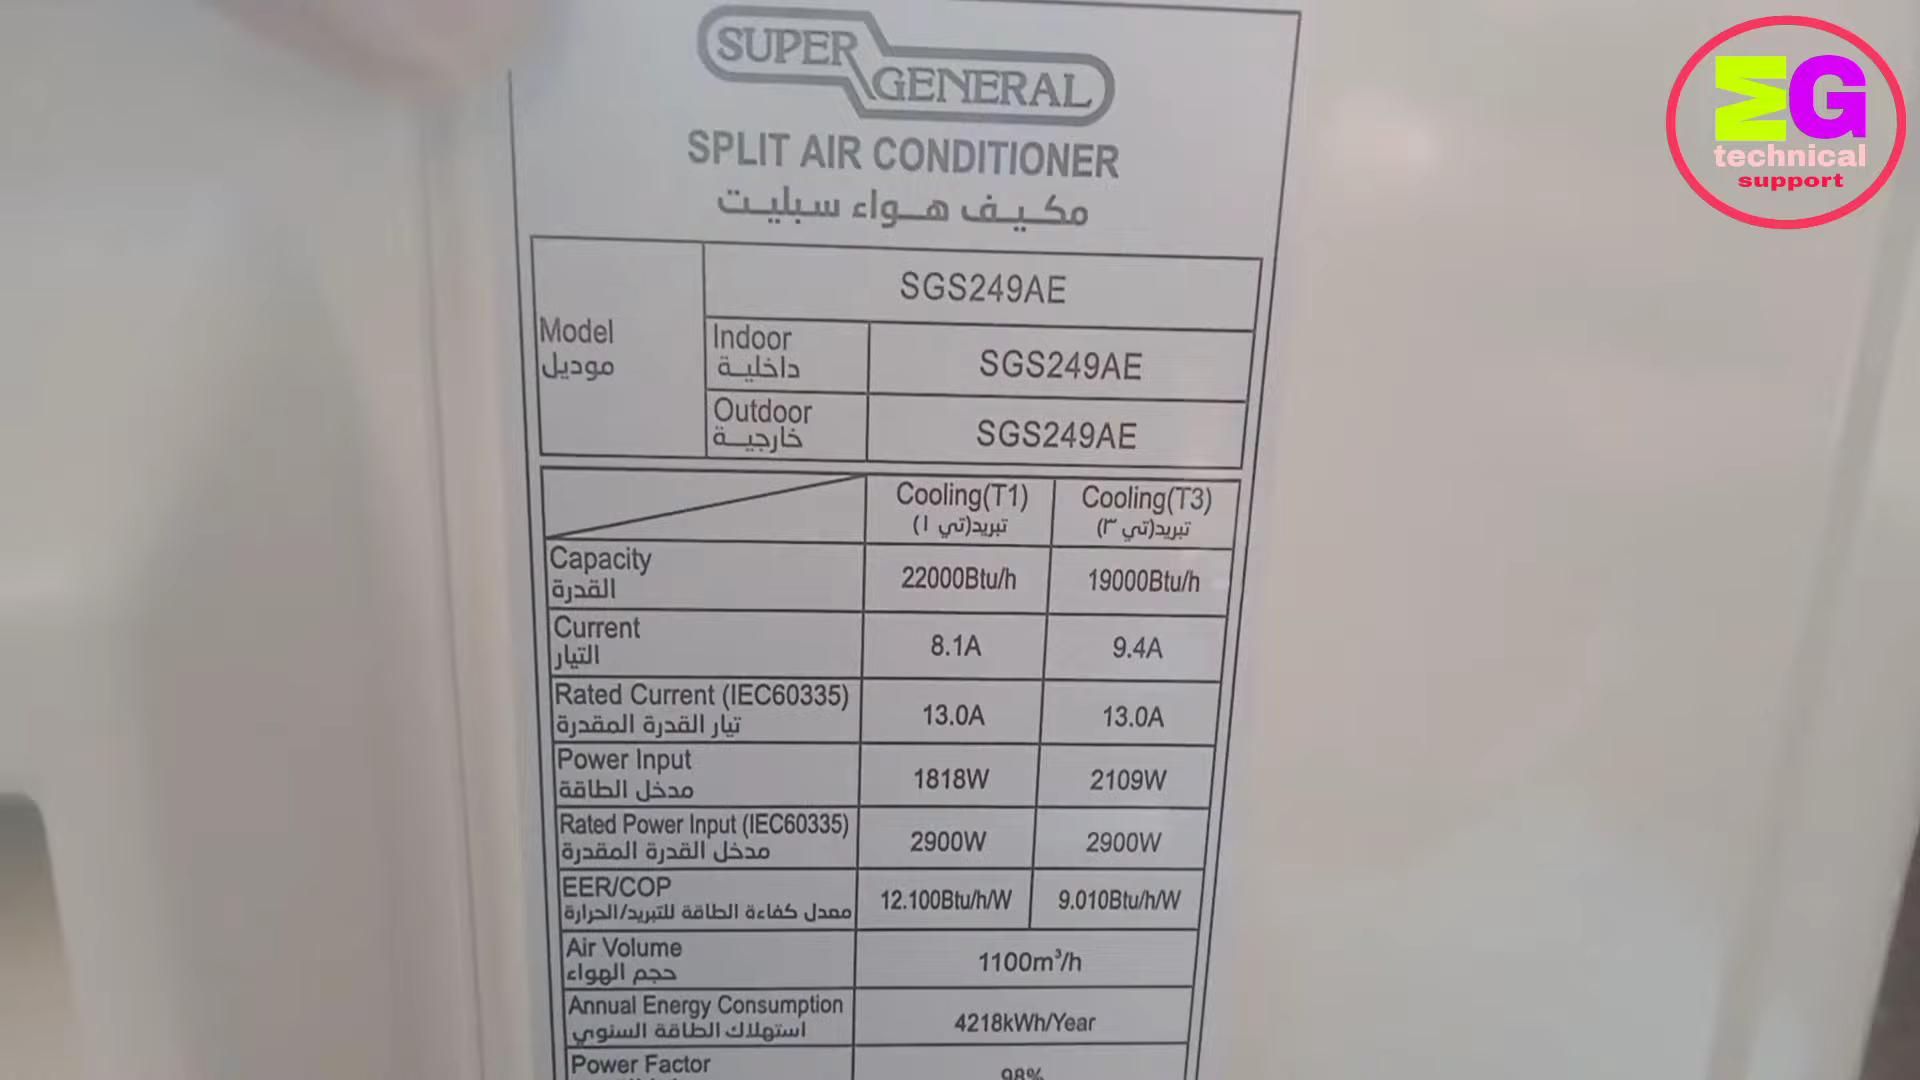 SUPER
GENERAL
SPLIT AIR CONDITIONER
مكيف هواء سبليت
Model
موديل
SGS249AE
Indoor
داخلية
SGS249AE
Outdoor
خارجية
SGS249AE
Cooling(T1)
تبريد(تي ١)
Cooling(T3)
تبريد(تي ٣)
Capacity
القدرة
22000Btu/h
19000Btu/h
Current
التيار
8.1A
9.4A
Rated Current (IEC60335)
تيار القدرة المقدرة
13.0A
13.0A
Power Input
مدخل الطاقة
1818W
2109W
Rated Power Input (IEC60335)
مدخل القدرة المقدرة
2900W
2900W
EER/COP
معدل كفاءة الطاقة للتبريد/الحرارة
12.100Btu/h/W
9.010Btu/h/W
Air Volume
حجم الهواء
1100m³/h
Annual Energy Consumption
استهلاك الطاقة السنوي
4218kWh/Year
Power Factor
98%
MG
technical
support